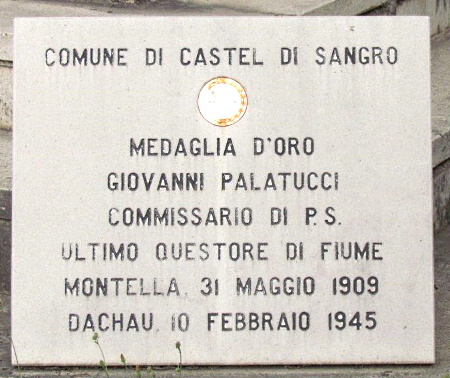 COMUNE DI CASTEL DI SANGRO
MEDAGLIA D'ORO
GIOVANNI PALATUCCI
COMMISSARIO DI P.S.
ULTIMO QUESTORE DI FIUME
MONTELLA, 31 MAGGIO 1909
DACHAU, 10 FEBBRAIO 1945